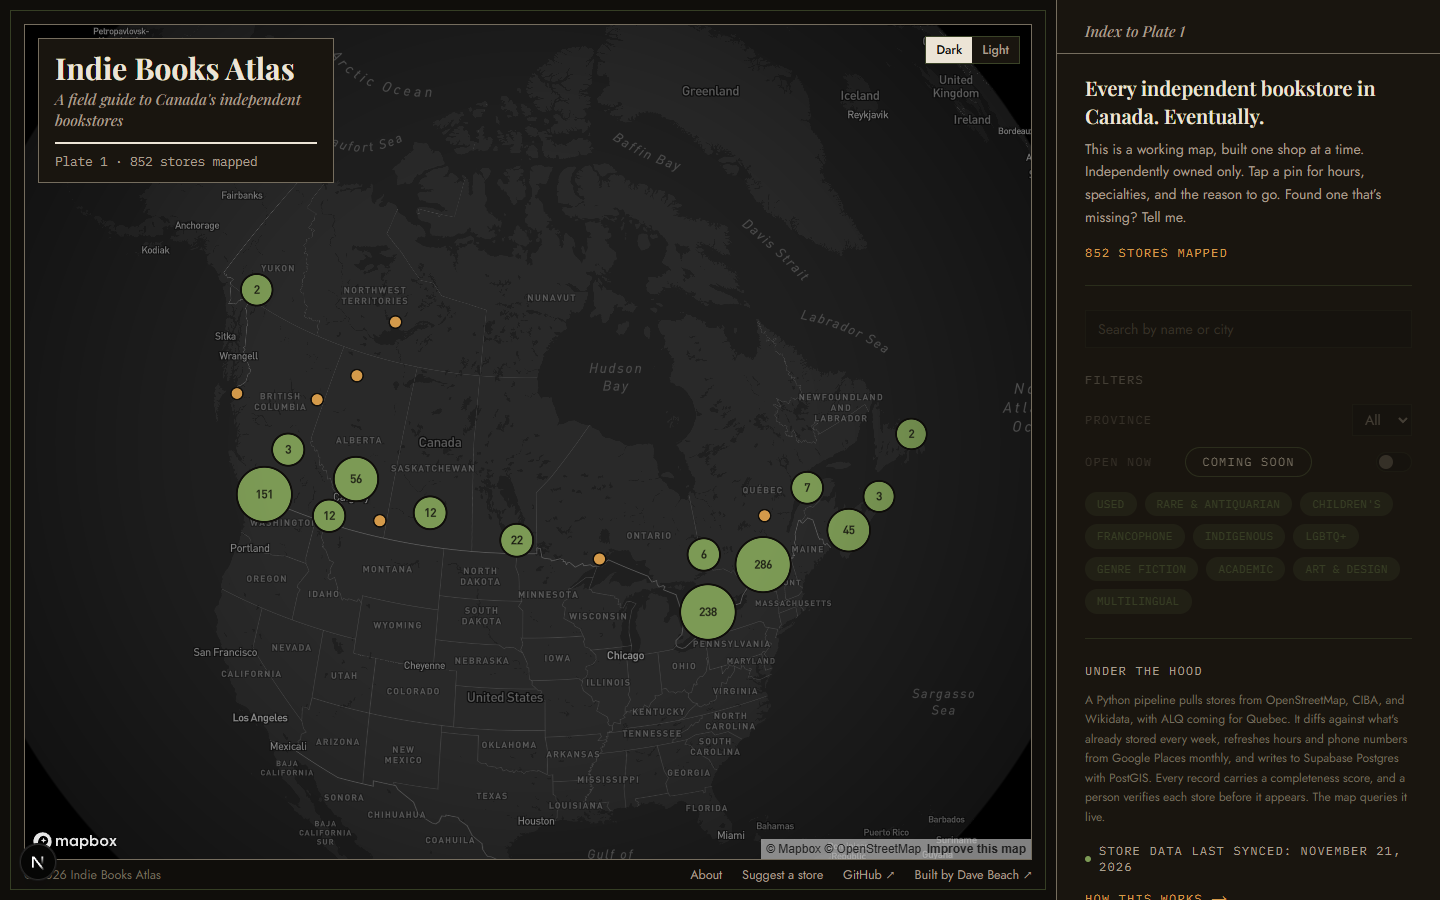 Indie Books Atlas
A field guide to Canada's independent
bookstores
Plate 1 · 852 stores mapped
Dark
Light
Petropavlovsk-
Arctic Ocean
Greenland
Iceland
Reykjavik
United
Kingdom
Ireland
Baffin Bay
Fairbanks
Anchorage
Kodiak
YUKON
2
NORTHWEST
TERRITORIES
NUNAVUT
Davis Strait
Labrador Sea
Sitka
Wrangell
Hudson
Bay
BRITISH
COLUMBIA
NEWFOUNDLAND
AND
LABRADOR
2
ALBERTA
Canada
3
SASKATCHEWAN
56
151
7
QUÉBEC
3
12
12
WASHINGTON
45
22
ONTARIO
Portland
6
286
MAINE
MONTANA
NORTH
DAKOTA
OREGON
IDAHO
MINNESOTA
MASSACHUSETTS
SOUTH
DAKOTA
WISCONSIN
238
WYOMING
PENNSYLVANIA
San Francisco
NEVADA
Chicago
Cheyenne
NEBRASKA
IOWA
OHIO
MARYLAND
CALIFORNIA
UTAH
ILLINOIS
COLORADO
United States
VIRGINIA
Sargasso
Sea
KENTUCKY
Los Angeles
NORTH
CAROLINA
TENNESSEE
Mexicali
ARIZONA
NEW
MEXICO
OKLAHOMA
ARKANSAS
SOUTH
CAROLINA
BAJA
CALIFORNIA
MISSISSIPPI
GEORGIA
SONORA
TEXAS
LOUISIANA
FLORIDA
CHIHUAHUA
Houston
BAJA
CALIFORNIA
SUR
COAHUILA
Miami
Bahamas
Barbados
Puerto Rico
Gulf of
mapbox
© Mapbox © OpenStreetMap Improve this map
N
26 Indie Books Atlas
About
Suggest a store
GitHub ↗
Built by Dave Beach ↗
Index to Plate 1
Every independent bookstore in
Canada. Eventually.
This is a working map, built one shop at a time.
Independently owned only. Tap a pin for hours,
specialties, and the reason to go. Found one that's
missing? Tell me.
852 STORES MAPPED
Search by name or city
FILTERS
PROVINCE
All
OPEN NOW
COMING SOON
USED
RARE & ANTIQUARIAN
CHILDREN'S
FRANCOPHONE
INDIGENOUS
LGBTQ+
GENRE FICTION
ACADEMIC
ART & DESIGN
MULTILINGUAL
UNDER THE HOOD
A Python pipeline pulls stores from OpenStreetMap, CIBA, and
Wikidata, with ALQ coming for Quebec. It diffs against what's
already stored every week, refreshes hours and phone numbers
from Google Places monthly, and writes to Supabase Postgres
with PostGIS. Every record carries a completeness score, and a
person verifies each store before it appears. The map queries it
live.
STORE DATA LAST SYNCED: NOVEMBER 21,
2026
HOW THIS WORKS →